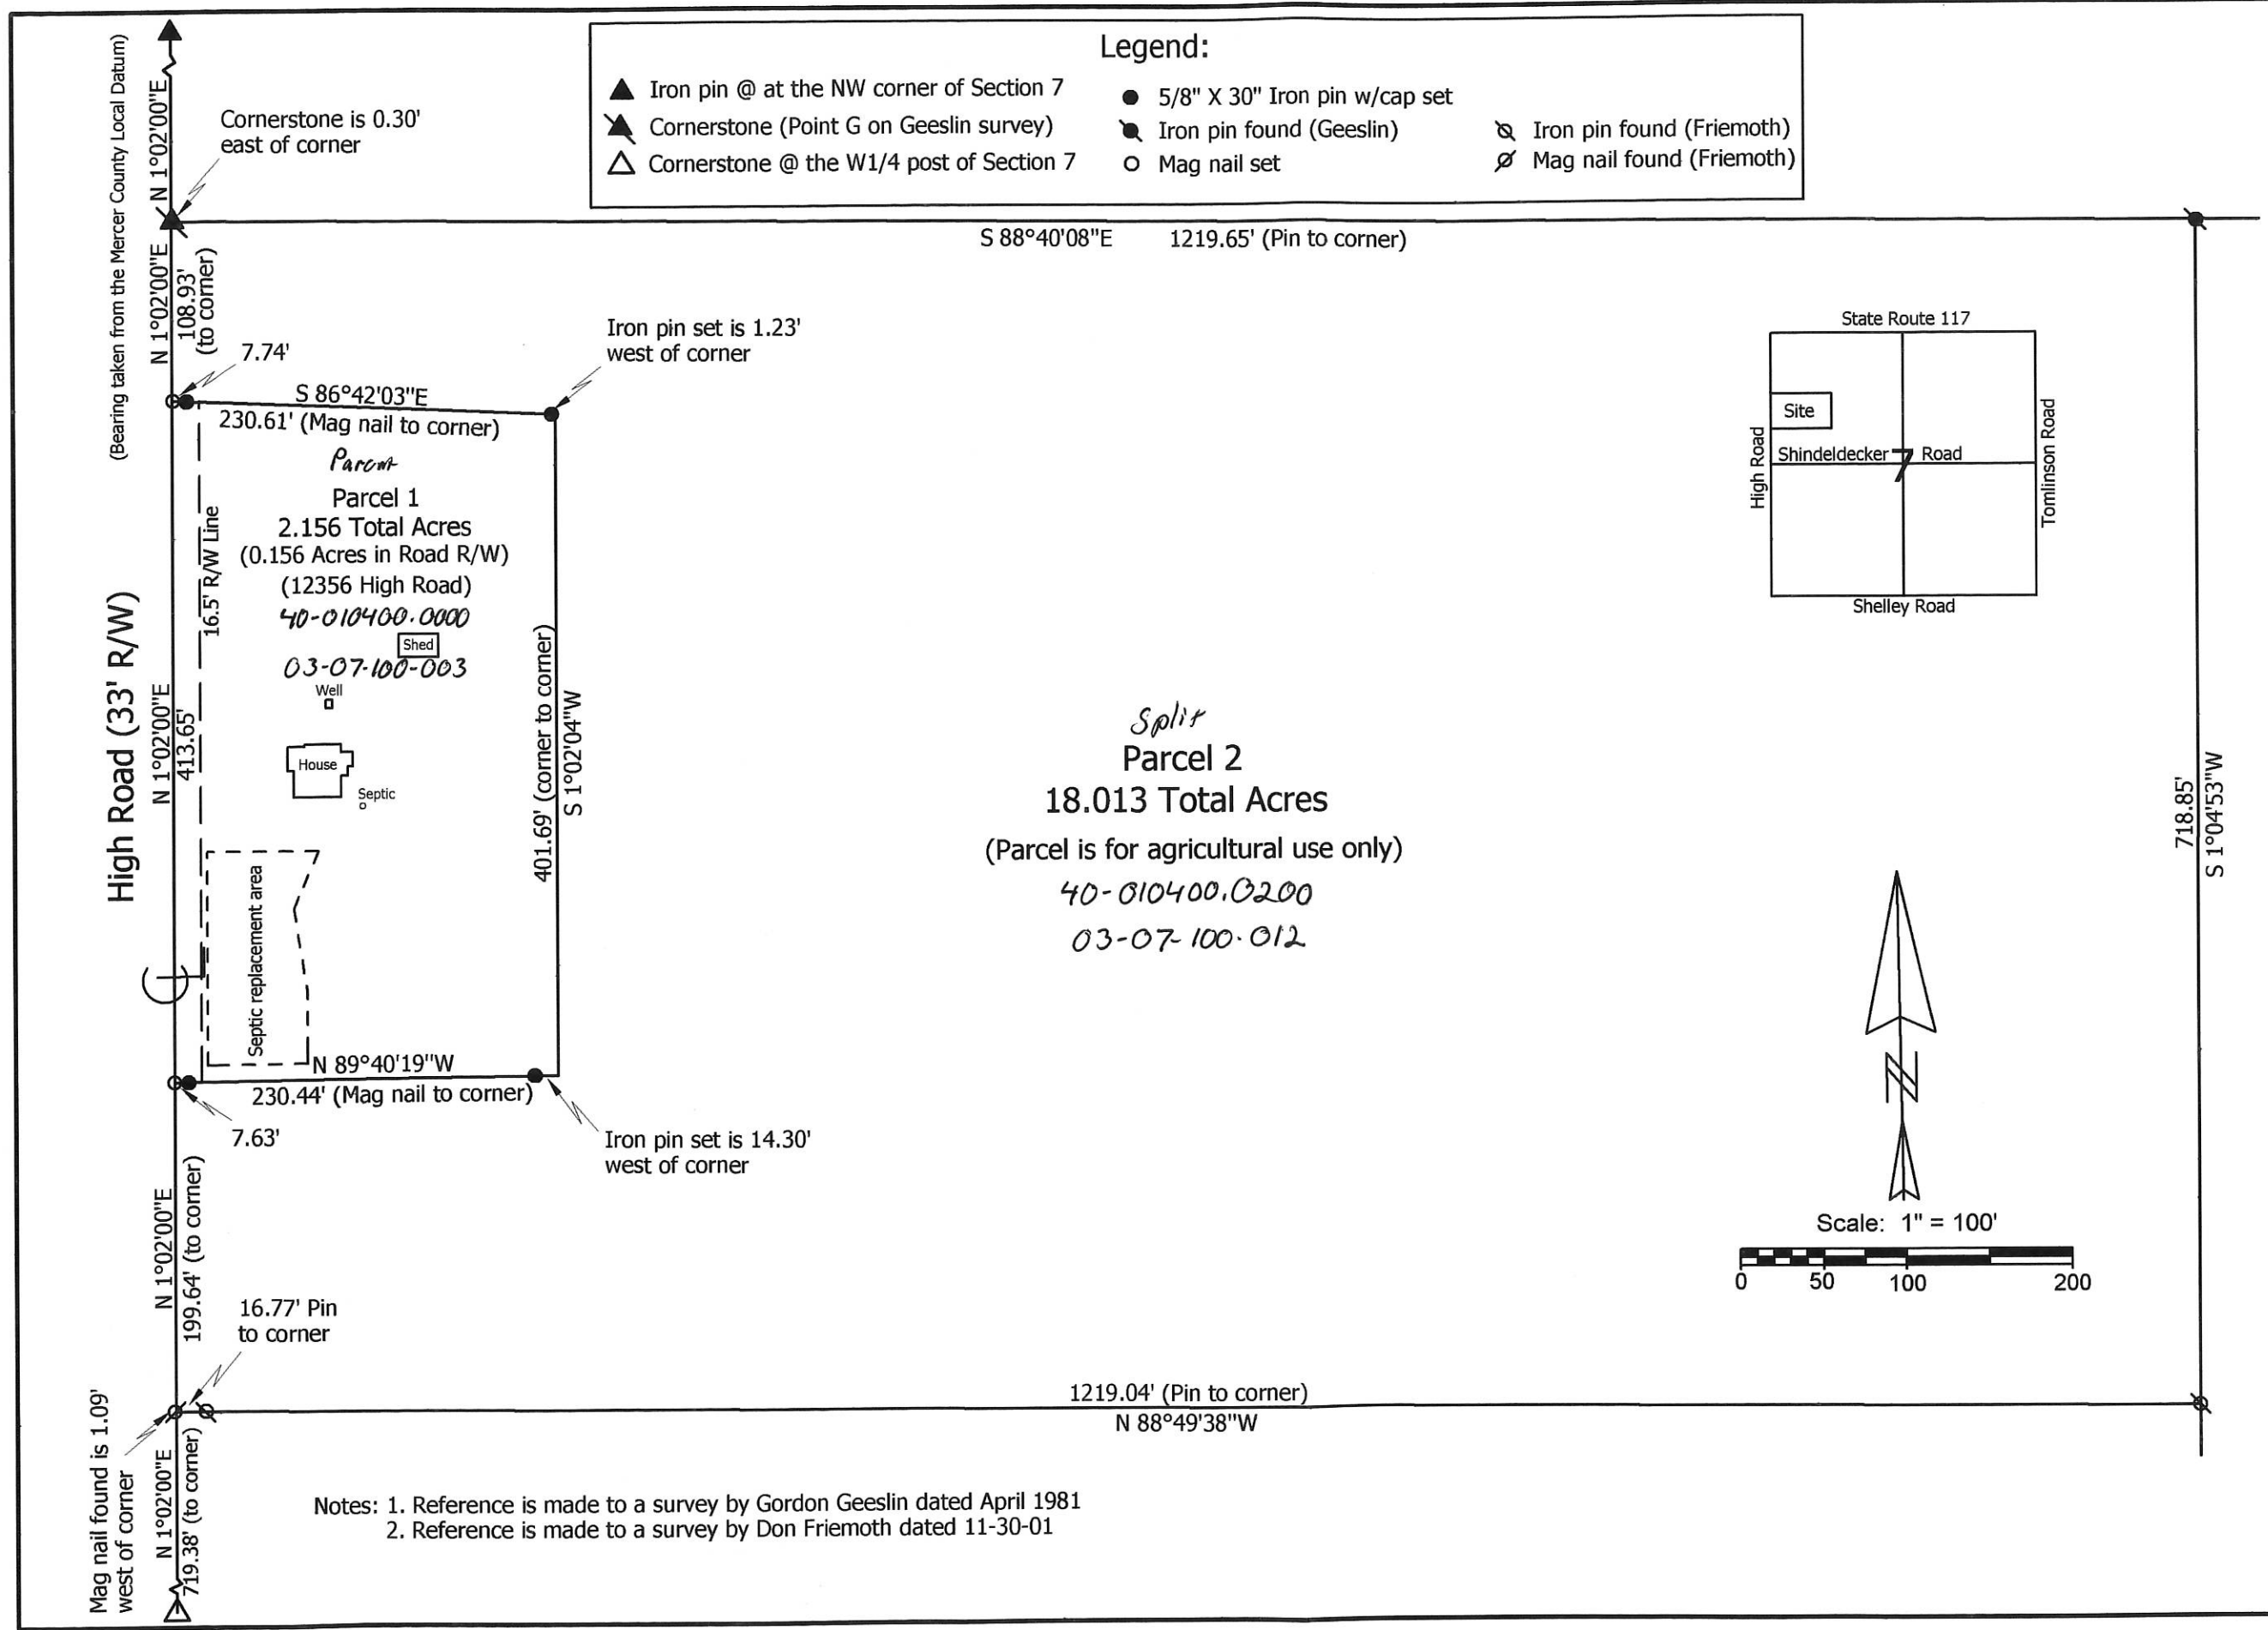 Legend:
Iron pin @ at the NW corner of Section 7
Cornerstone (Point G on Geeslin survey)
Cornerstone @ the W1/4 post of Section 7
5/8" X 30" Iron pin w/cap set
Iron pin found (Geeslin)
Mag nail set
Iron pin found (Friemoth)
Mag nail found (Friemoth)
(Bearing taken from the Mercer County Local Datum)
N 1°02'00"E
Cornerstone is 0.30'
east of corner
S 88°40'08"E 1219.65' (Pin to corner)
N 1°02'00"E
108.93'
(to corner)
7.74'
Iron pin set is 1.23'
west of corner
S 86°42'03"E
230.61' (Mag nail to corner)
Parent
Parcel 1
2.156 Total Acres
(0.156 Acres in Road R/W)
(12356 High Road)
40-010400.0000
Shed
03-07-100-003
Well
House
Septic
16.5' R/W Line
High Road (33' R/W)
N 1°02'00"E
413.65'
401.69' (corner to corner)
S 1°02'04"W
Septic replacement area
N 89°40'19"W
230.44' (Mag nail to corner)
7.63'
Iron pin set is 14.30'
west of corner
Split
Parcel 2
18.013 Total Acres
(Parcel is for agricultural use only)
40-010400.0200
03-07-100-012
State Route 117
Site
High Road
Shindeldecker 7 Road
Tomlinson Road
Shelley Road
718.85'
S 1°04'53"W
N
Scale: 1" = 100'
0 50 100 200
N 1°02'00"E
199.64' (to corner)
16.77' Pin
to corner
1219.04' (Pin to corner)
N 88°49'38"W
Mag nail found is 1.09'
west of corner
N 1°02'00"E
719.38' (to corner)
Notes: 1. Reference is made to a survey by Gordon Geeslin dated April 1981
2. Reference is made to a survey by Don Friemoth dated 11-30-01